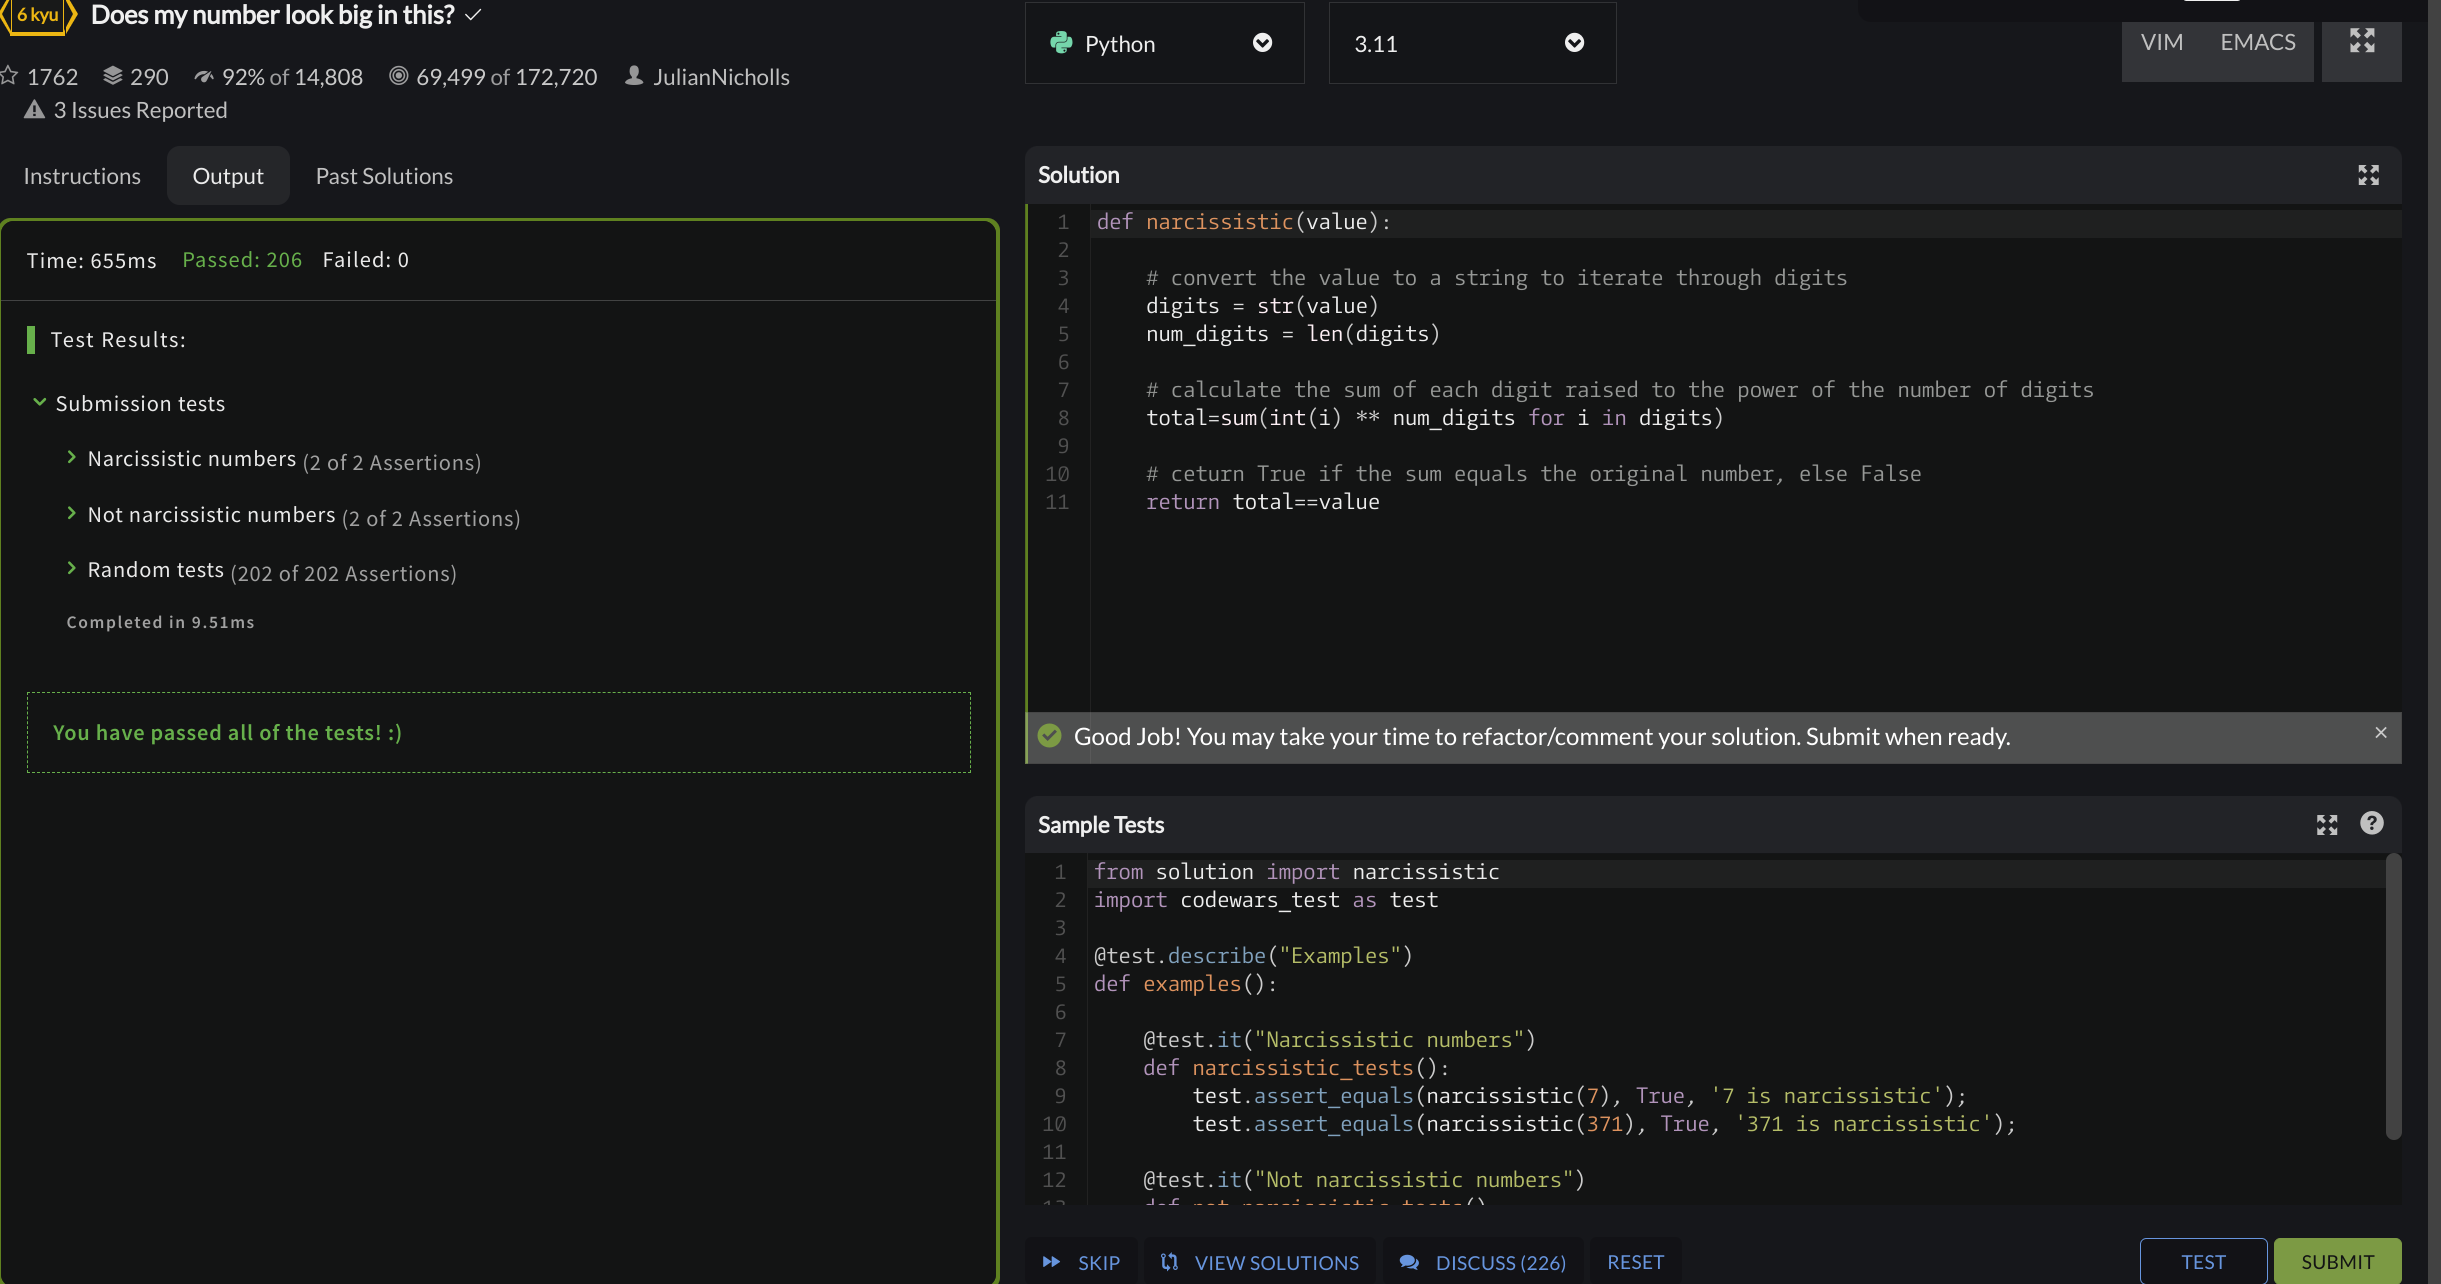 6 kyu Does my number look big in this?
1762 290 92% of 14,808 69,499 of 172,720 JulianNicholls
3 Issues Reported
Instructions Output Past Solutions
Time: 655ms Passed: 206 Failed: 0
Test Results:
Submission tests
Narcissistic numbers (2 of 2 Assertions)
Not narcissistic numbers (2 of 2 Assertions)
Random tests (202 of 202 Assertions)
Completed in 9.51ms
You have passed all of the tests! :)
Python 3.11 VIM EMACS
Solution
1 def narcissistic(value):
2
3 # convert the value to a string to iterate through digits
4 digits = str(value)
5 num_digits = len(digits)
6
7 # calculate the sum of each digit raised to the power of the number of digits
8 total=sum(int(i) ** num_digits for i in digits)
9
10 # ceturn True if the sum equals the original number, else False
11 return total==value
Good Job! You may take your time to refactor/comment your solution. Submit when ready.
Sample Tests
1 from solution import narcissistic
2 import codewars_test as test
3
4 @test.describe("Examples")
5 def examples():
6
7 @test.it("Narcissistic numbers")
8 def narcissistic_tests():
9 test.assert_equals(narcissistic(7), True, '7 is narcissistic');
10 test.assert_equals(narcissistic(371), True, '371 is narcissistic');
11
12 @test.it("Not narcissistic numbers")
SKIP VIEW SOLUTIONS DISCUSS (226) RESET TEST SUBMIT